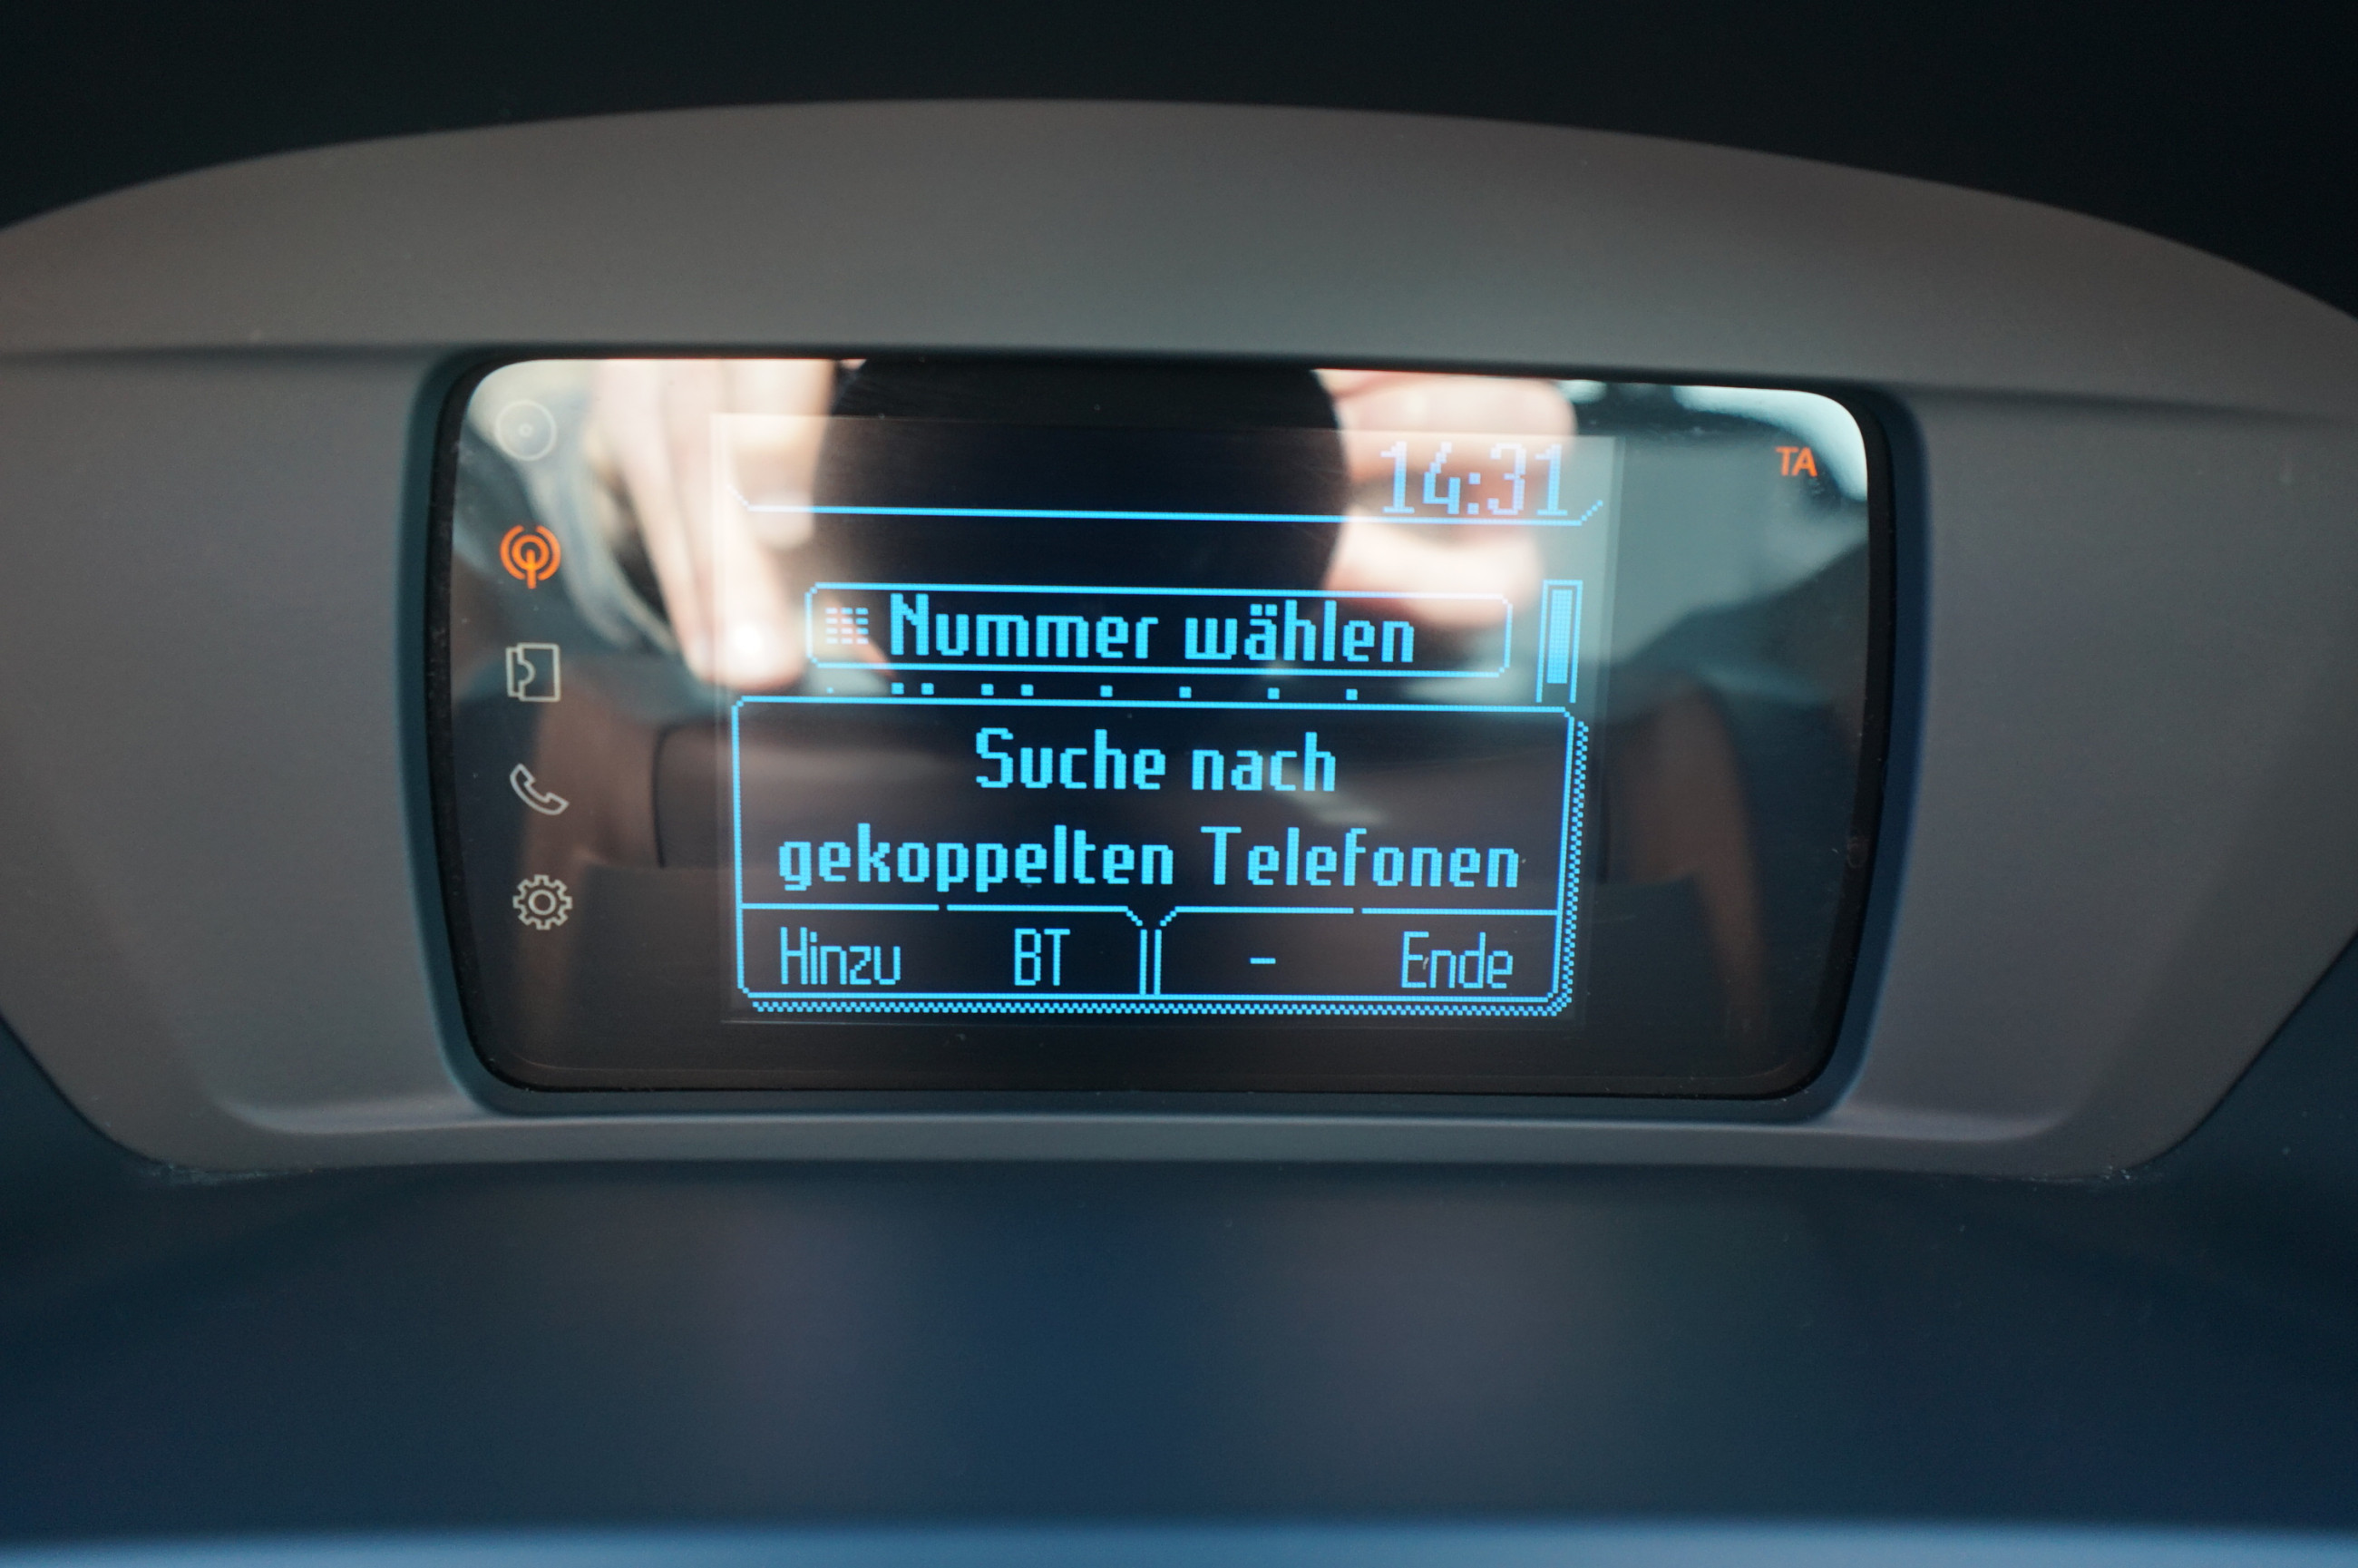 14:31
TA
Nummer wählen
Suche nach
gekoppelten Telefonen
Hinzu BT - Ende